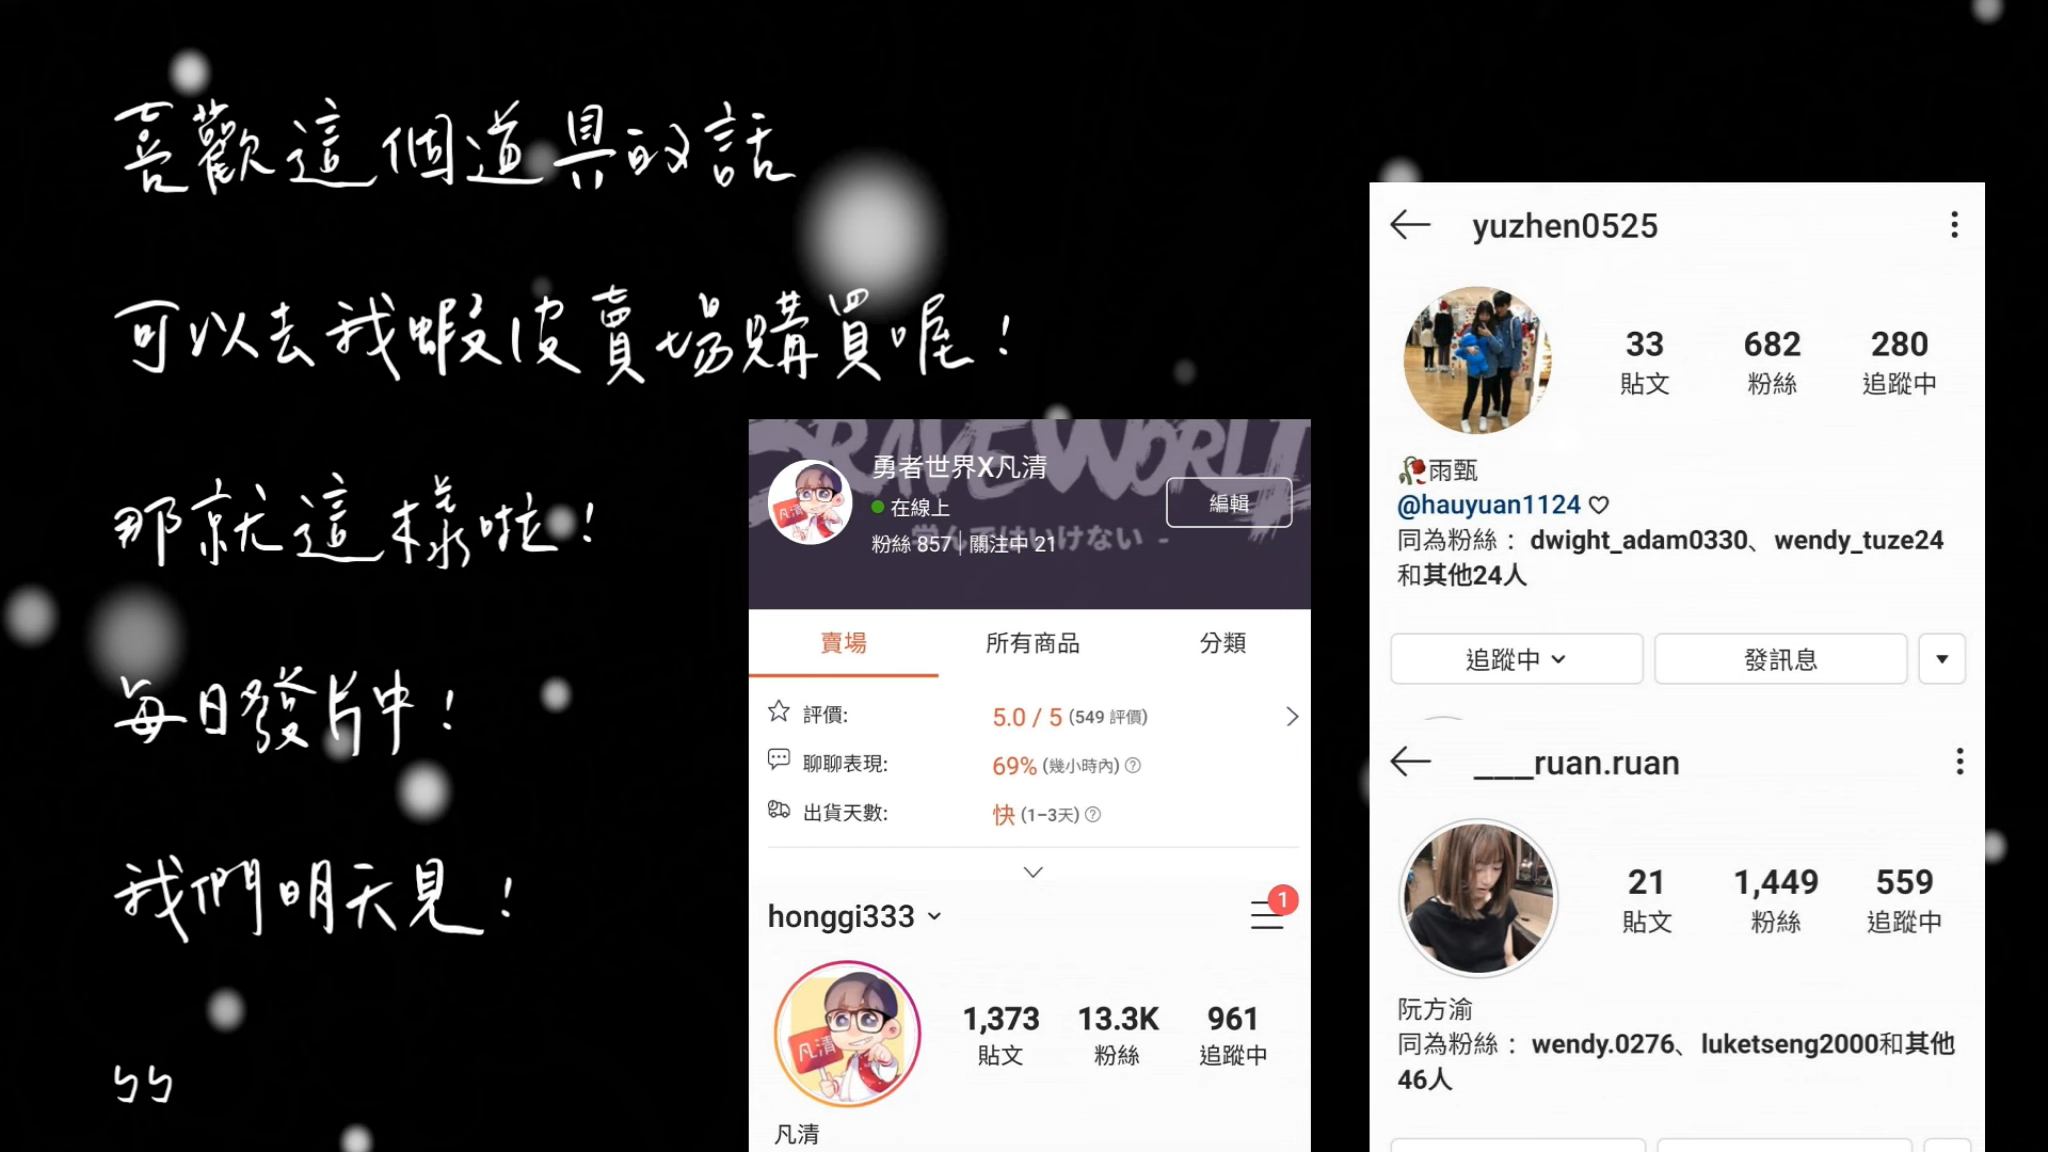 喜歡這個道具的話
可以去我蝦皮賣場購買喔！
那就這樣啦！
每日發片中！
我們明天見！
ㄅㄅ
BRAVE WORLD
勇者世界X凡清
在線上
編輯
粉絲 857 | 關注中 21
賣場 所有商品 分類
評價: 5.0 / 5 (549 評價)
聊聊表現: 69% (幾小時內)
出貨天數: 快 (1-3天)
honggi333
1
凡清
1,373 13.3K 961
貼文 粉絲 追蹤中
凡清
yuzhen0525
33 682 280
貼文 粉絲 追蹤中
🥀雨甄
@hauyuan1124 ♡
同為粉絲： dwight_adam0330、wendy_tuze24
和其他24人
追蹤中 發訊息
___ruan.ruan
21 1,449 559
貼文 粉絲 追蹤中
阮方渝
同為粉絲： wendy.0276、luketseng2000和其他
46人